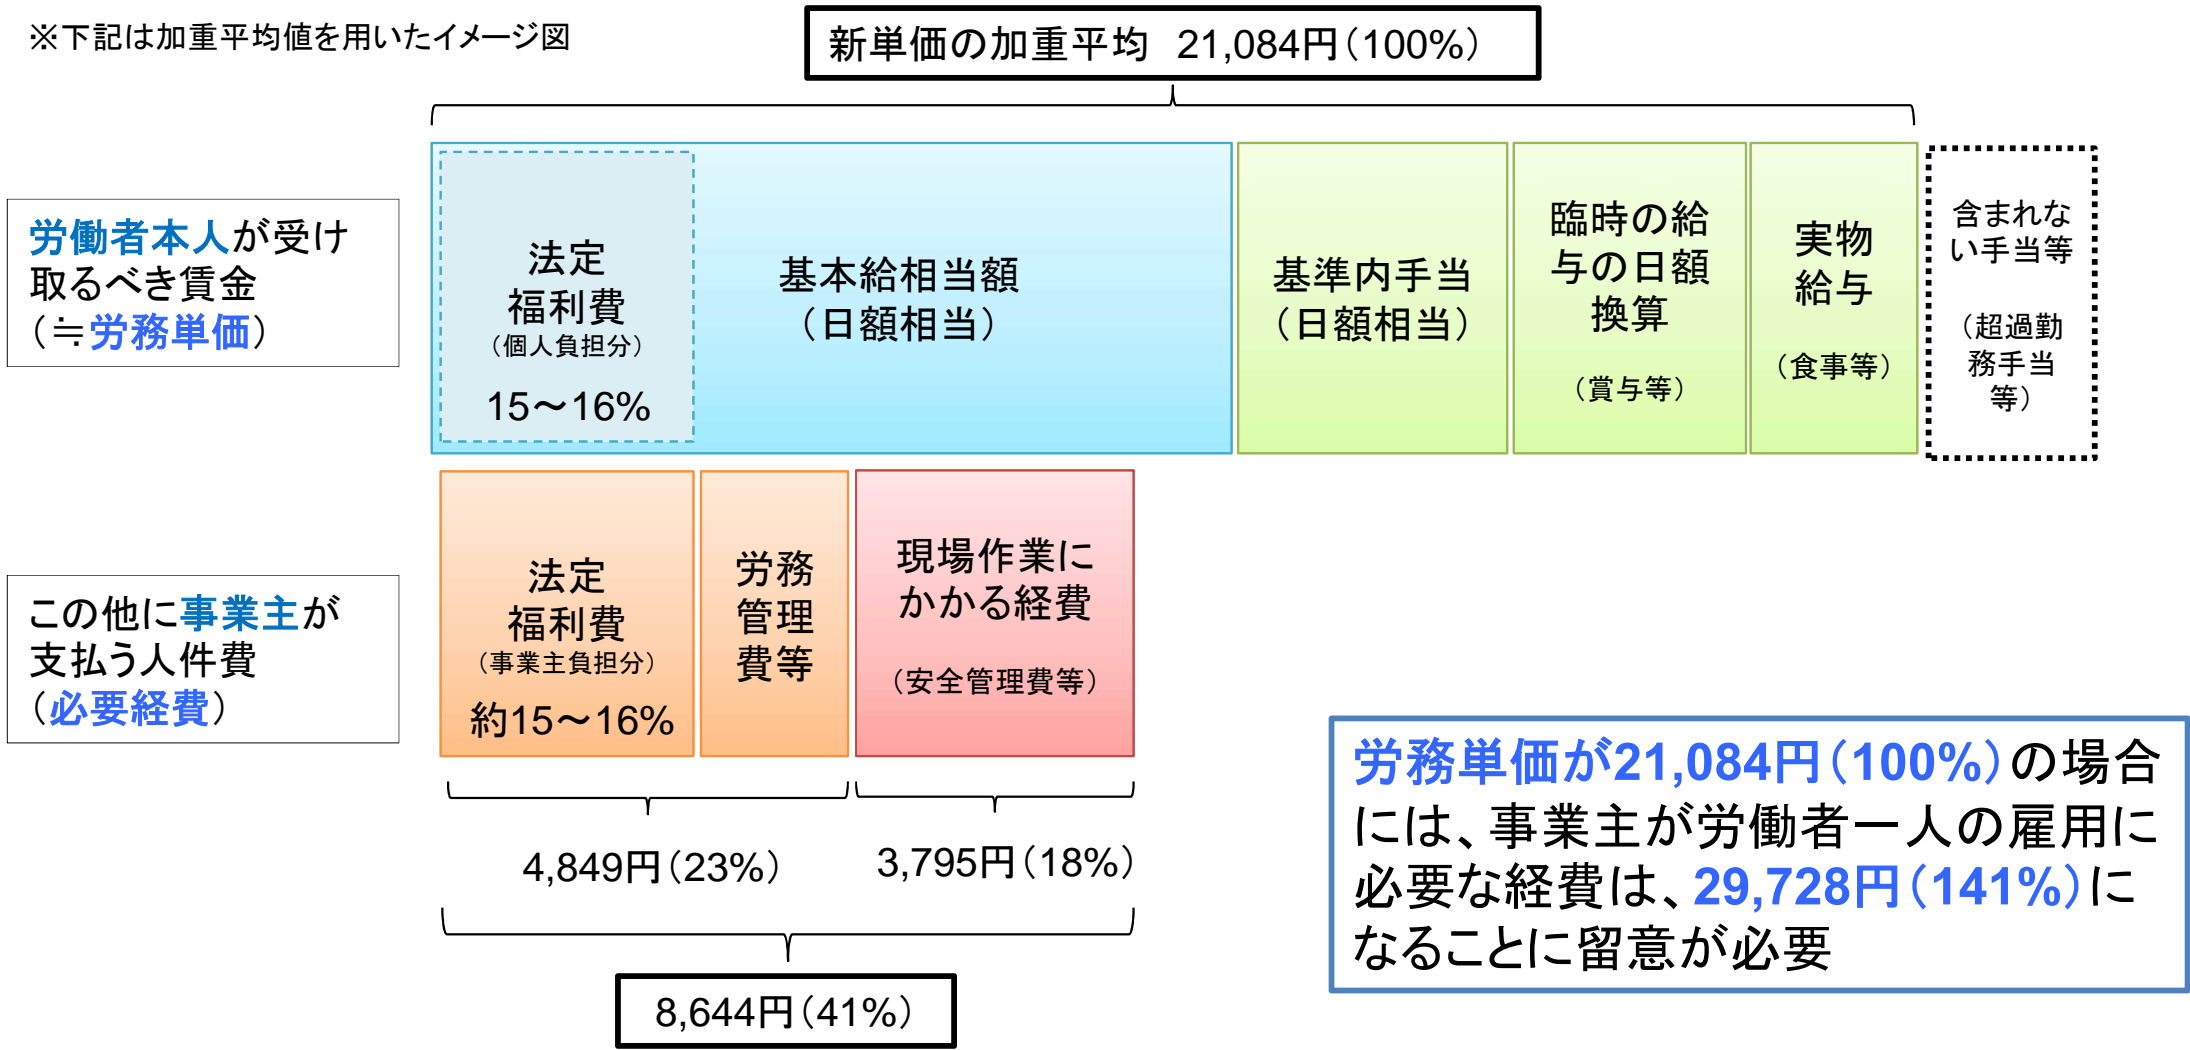 ※下記は加重平均値を用いたイメージ図
新単価の加重平均　21,084円（100%）
労働者本人が受け
取るべき賃金
（≒労務単価）
法定
福利費
（個人負担分）
15～16%
基本給相当額
（日額相当）
基準内手当
（日額相当）
臨時の給
与の日額
換算
（賞与等）
実物
給与
（食事等）
含まれな
い手当等
（超過勤
務手当
等）
この他に事業主が
支払う人件費
（必要経費）
法定
福利費
（事業主負担分）
約15～16%
労務
管理
費等
現場作業に
かかる経費
（安全管理費等）
4,849円（23%）
3,795円（18%）
8,644円（41%）
労務単価が21,084円（100%）の場合
には、事業主が労働者一人の雇用に
必要な経費は、29,728円（141%）に
なることに留意が必要